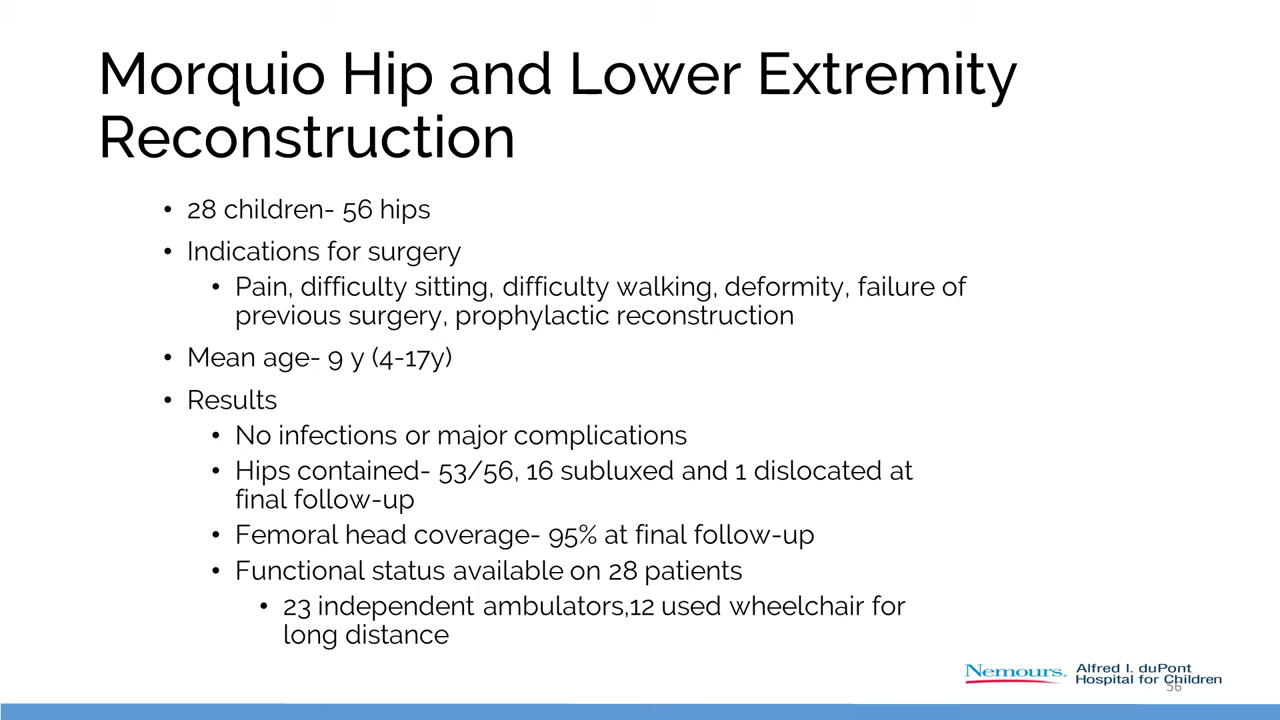 Morquio Hip and Lower Extremity
Reconstruction
• 28 children- 56 hips
• Indications for surgery
• Pain, difficulty sitting, difficulty walking, deformity, failure of
previous surgery, prophylactic reconstruction
• Mean age- 9 y (4-17y)
• Results
• No infections or major complications
• Hips contained- 53/56, 16 subluxed and 1 dislocated at
final follow-up
• Femoral head coverage- 95% at final follow-up
• Functional status available on 28 patients
• 23 independent ambulators,12 used wheelchair for
long distance
Nemours. Alfred I. duPont
Hospital for Children
56